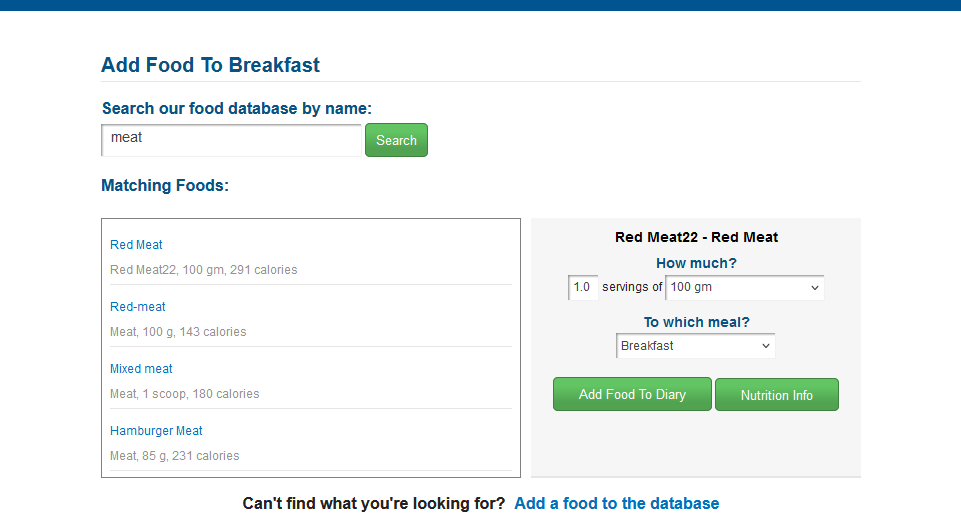 Add Food To Breakfast
Search our food database by name:
meat
Search
Matching Foods:
Red Meat
Red Meat22, 100 gm, 291 calories
Red-meat
Meat, 100 g, 143 calories
Mixed meat
Meat, 1 scoop, 180 calories
Hamburger Meat
Meat, 85 g, 231 calories
Red Meat22 - Red Meat
How much?
1.0 servings of 100 gm
To which meal?
Breakfast
Add Food To Diary Nutrition Info
Can't find what you're looking for? Add a food to the database